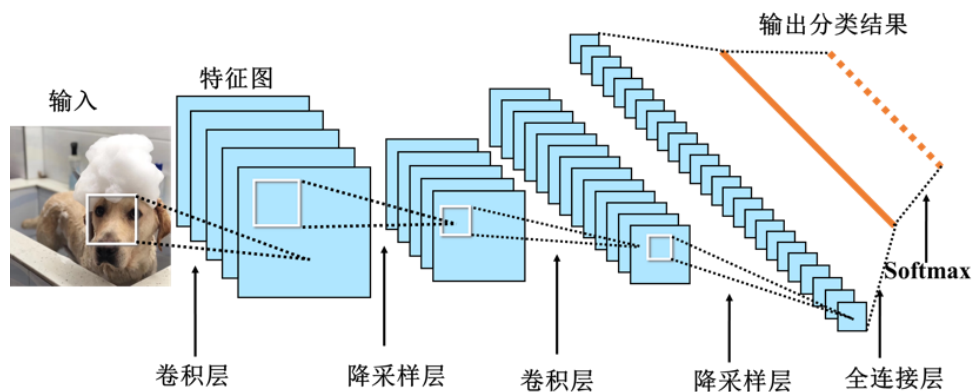 输出分类结果
特征图
输入
Softmax
卷积层
降采样层
卷积层
降采样层
全连接层